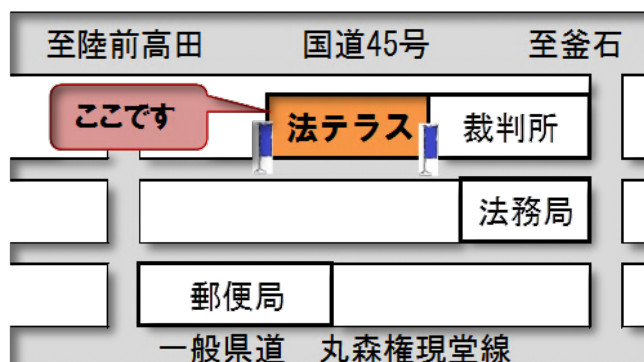 至陸前高田 国道45号 至釜石
ここです
法テラス
裁判所
法務局
郵便局
一般県道 丸森権現堂線